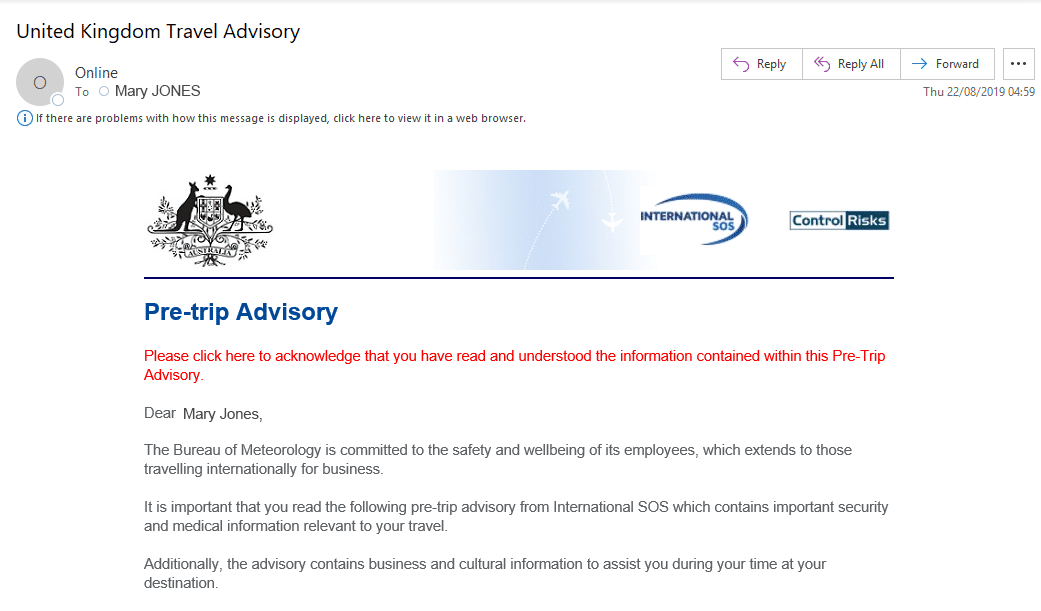 United Kingdom Travel Advisory
O
Online
To Mary JONES
Reply
Reply All
Forward
Thu 22/08/2019 04:59
If there are problems with how this message is displayed, click here to view it in a web browser.
AUSTRALIA
INTERNATIONAL
SOS
Control Risks
Pre-trip Advisory
Please click here to acknowledge that you have read and understood the information contained within this Pre-Trip
Advisory.
Dear Mary Jones,
The Bureau of Meteorology is committed to the safety and wellbeing of its employees, which extends to those
travelling internationally for business.
It is important that you read the following pre-trip advisory from International SOS which contains important security
and medical information relevant to your travel.
Additionally, the advisory contains business and cultural information to assist you during your time at your
destination.